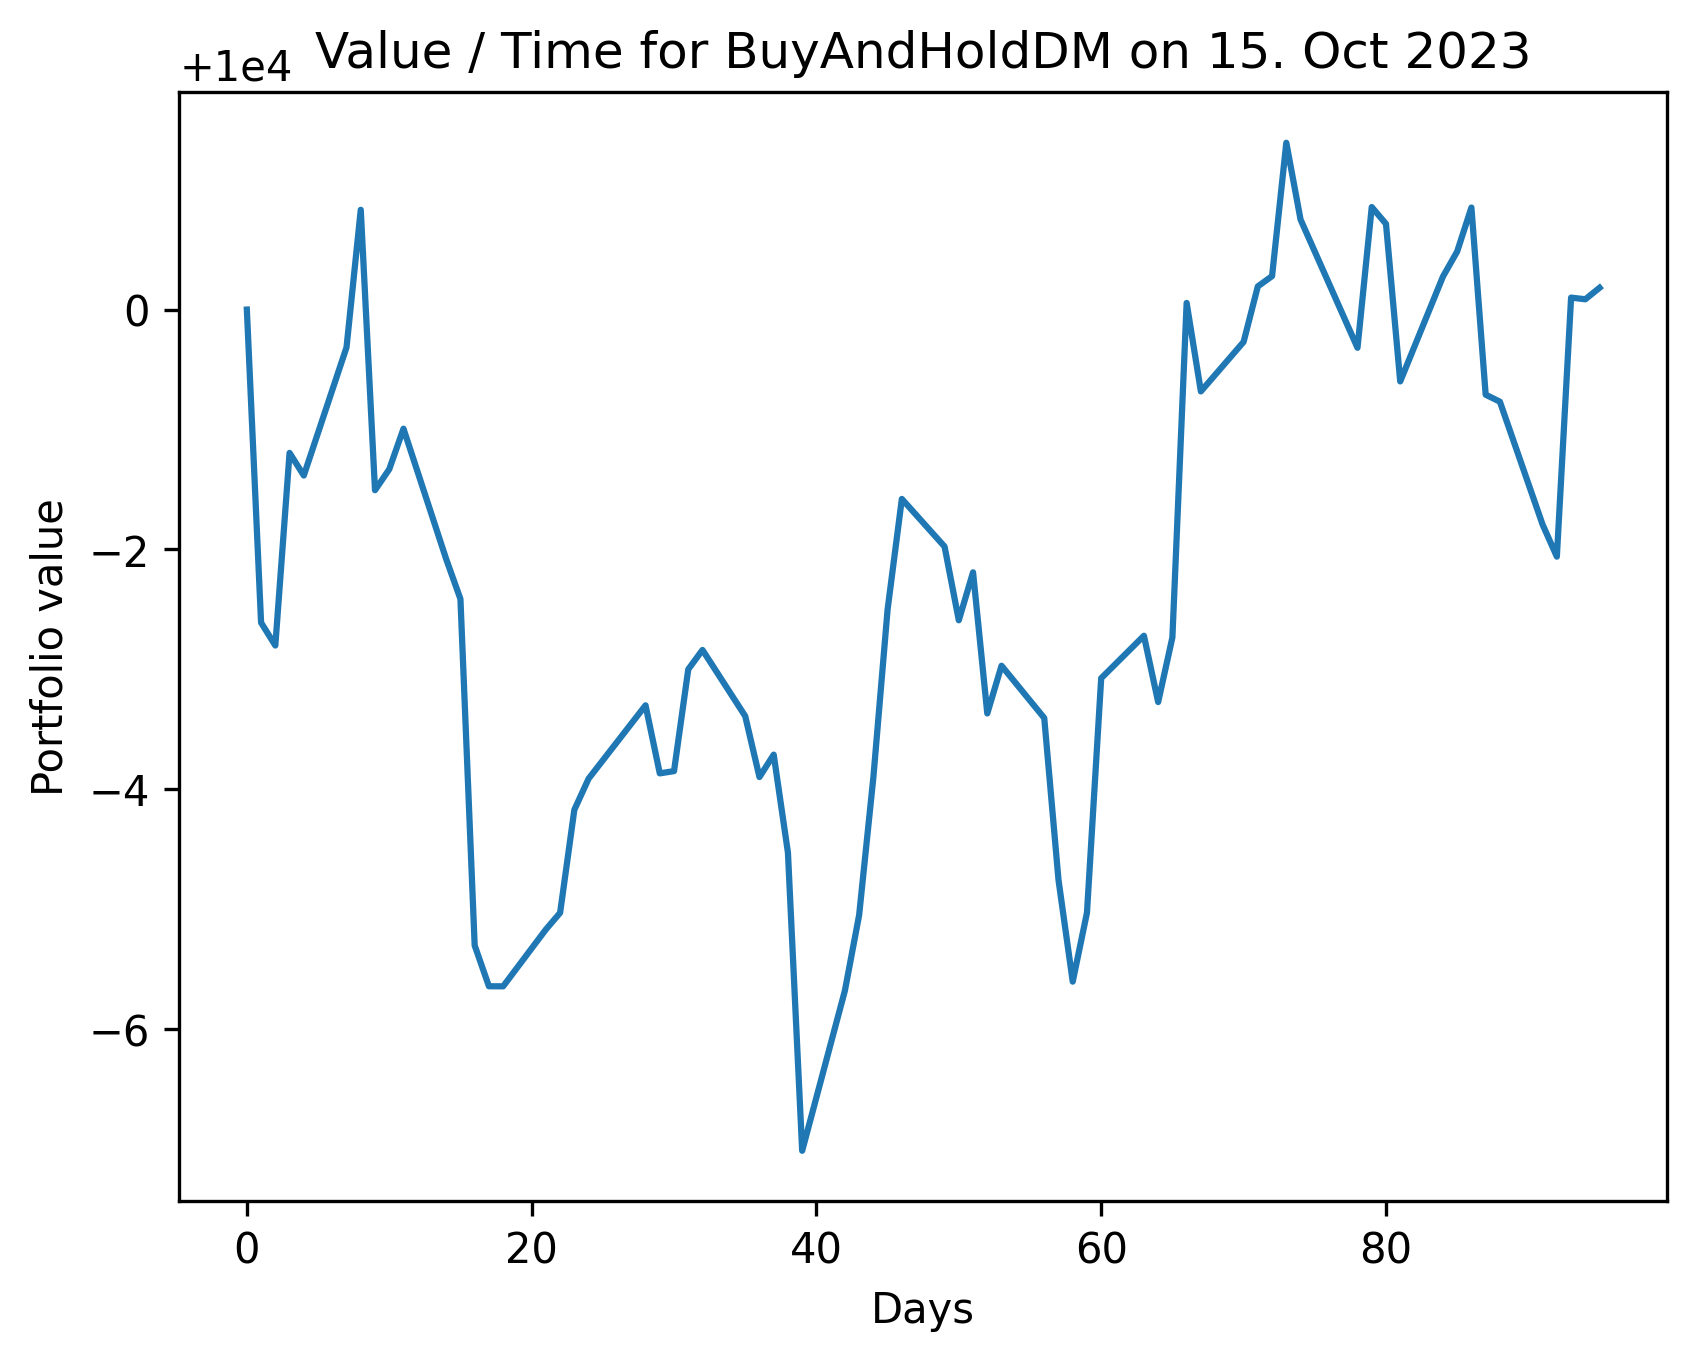 Value / Time for BuyAndHoldDM on 15. Oct 2023
+1e4
0
−2
−4
−6
Portfolio value
0 20 40 60 80
Days